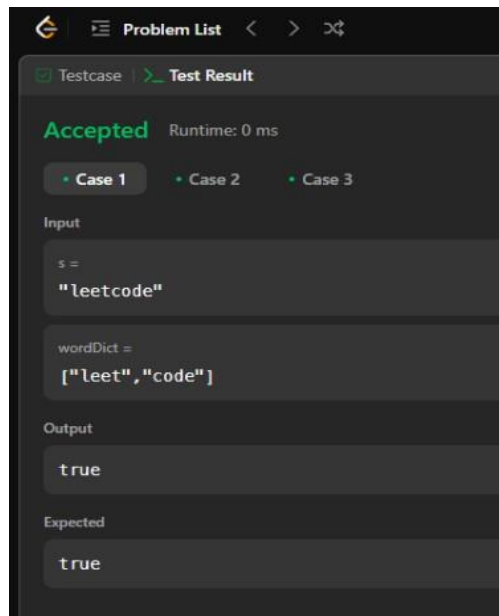 Problem List
Testcase | >_ Test Result
Accepted Runtime: 0 ms
• Case 1 • Case 2 • Case 3
Input
s =
"leetcode"
wordDict =
["leet","code"]
Output
true
Expected
true